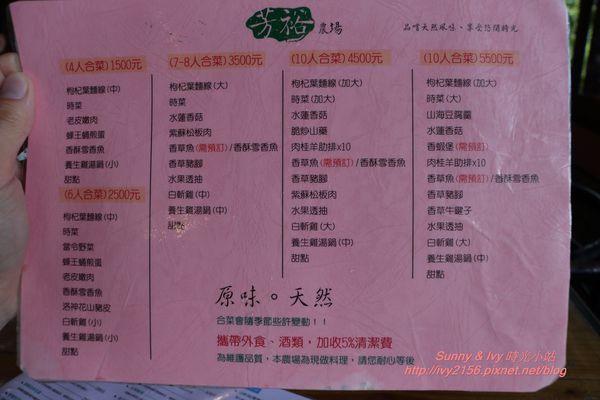 芳裕 農場
品嚐天然風味、享受悠閒時光
(4人合菜) 1500元
枸杞葉麵線(中)
時菜
老皮嫩肉
蜂王蛹煎蛋
香酥雪香魚
養生雞湯鍋(小)
甜點
(6人合菜) 2500元
枸杞葉麵線(中)
時菜
當令野菜
蜂王蛹煎蛋
老皮嫩肉
香酥雪香魚
洛神花山豬皮
白斬雞(小)
養生雞湯鍋(小)
甜點
(7-8人合菜) 3500元
枸杞葉麵線(大)
時菜
水蓮香菇
紫蘇松板肉
香草魚(需預訂)/香酥雪香魚
香草豬腳
水果透抽
白斬雞(中)
養生雞湯鍋(中)
甜點
(10人合菜) 4500元
枸杞葉麵線(加大)
時菜(加大)
水蓮香菇
脆炒山藥
肉桂羊肋排x10
香草魚(需預訂)/香酥雪香魚
香草豬腳
紫蘇松板肉
水果透抽
白斬雞(大)
養生雞湯鍋(中)
甜點
(10人合菜) 5500元
枸杞葉麵線(加大)
時菜(大)
山海豆腐羹
水蓮香菇
香蝦堡(需預訂)
肉桂羊肋排x10
香草魚(需預訂)/香酥雪香魚
香草豬腳
香草牛腱子
水果透抽
白斬雞(大)
養生雞湯鍋(中)
甜點
原味。天然
合菜會隨季節些許變動！！
攜帶外食、酒類，加收5%清潔費
為維護品質，本農場為現做料理，請您耐心等後
Sunny & Ivy 時光小站
http://ivy2156.pixnet.net/blog